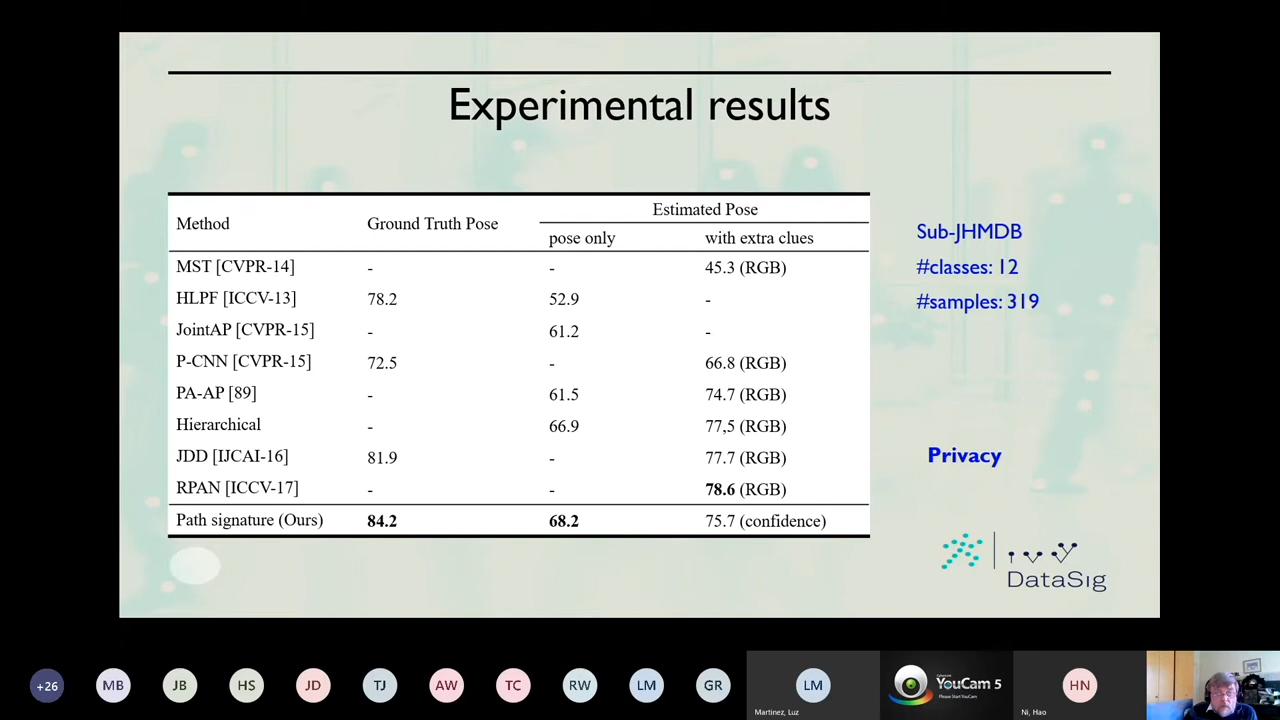 Experimental results
Method Ground Truth Pose Estimated Pose
pose only with extra clues
MST [CVPR-14] - - 45.3 (RGB)
HLPF [ICCV-13] 78.2 52.9 -
JointAP [CVPR-15] - 61.2 -
P-CNN [CVPR-15] 72.5 - 66.8 (RGB)
PA-AP [89] - 61.5 74.7 (RGB)
Hierarchical - 66.9 77,5 (RGB)
JDD [IJCAI-16] 81.9 - 77.7 (RGB)
RPAN [ICCV-17] - - 78.6 (RGB)
Path signature (Ours) 84.2 68.2 75.7 (confidence)
Sub-JHMDB
#classes: 12
#samples: 319
Privacy
DataSig
+26 MB JB HS JD TJ AW TC RW LM GR LM YouCam 5 HN
Please Start YouCam
Martinez, Luz Ni, Hao